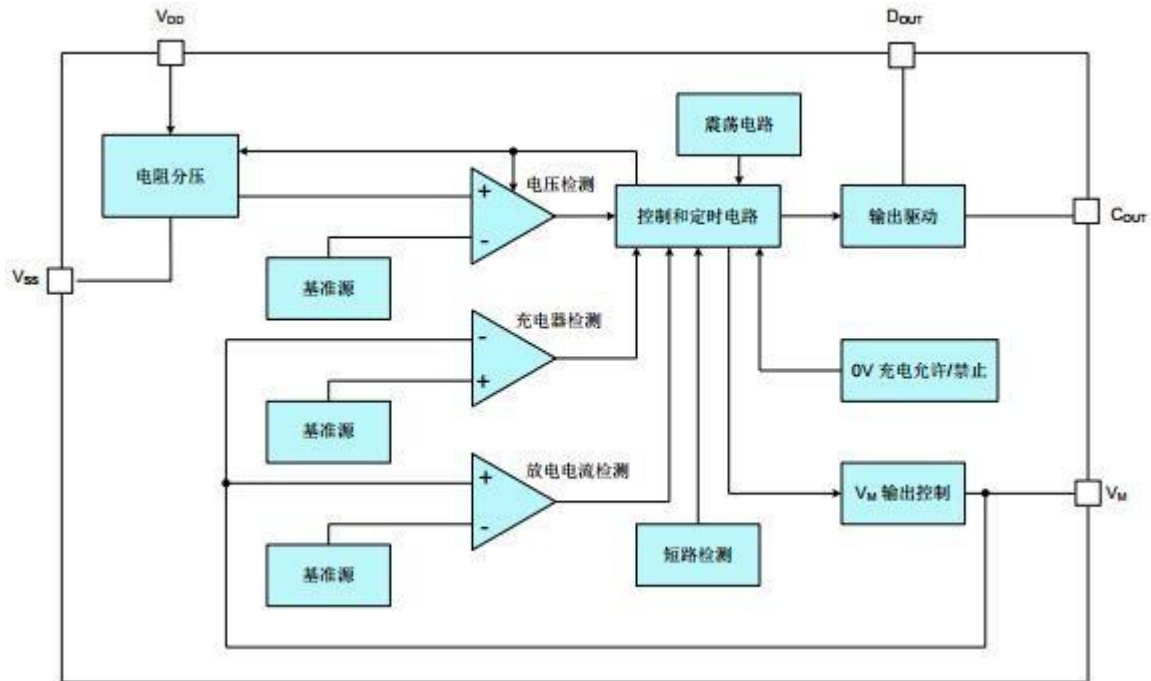 VDD
DOUT
震荡电路
电阻分压
+
电压检测
控制和定时电路
输出驱动
COUT
-
VSS
基准源
充电器检测
-
+
0V 充电允许/禁止
基准源
放电电流检测
+
VM 输出控制
VM
-
短路检测
基准源